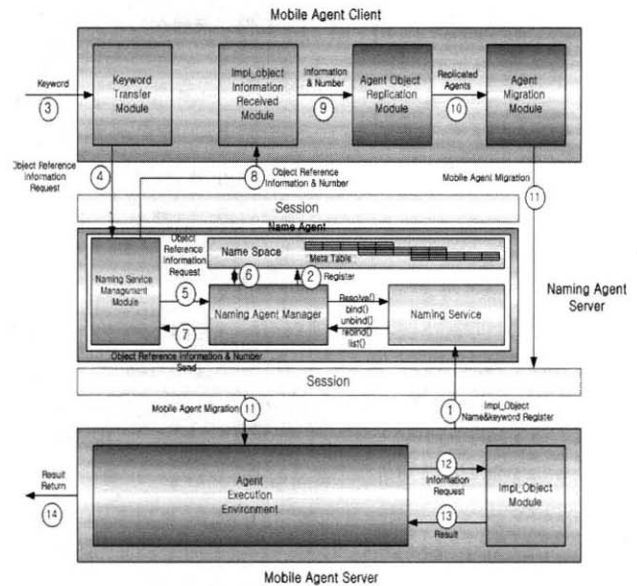 Mobile Agent Client
Keyword
3
Keyword
Transfer
Module
Impl_object
Information
Received Module
Information
& Number
9
Agent Object
Replication
Module
Replicated
Agents
10
Agent
Migration
Module
Object Reference
Information
Request
4
8
Object Reference
Information & Number
Mobile Agent Migration
11
Session
Name Agent
Naming Service
Management
Module
Object
Reference
Information
Request
5
7
Object Reference Information & Number
Send
Name Space
Meta Table
6
2
Register
Naming Agent Manager
Resolve()
bind()
unbind()
rebind()
list()
Naming Service
Naming Agent
Server
Session
Mobile Agent Migration
11
1
Impl_Object
Name&keyword Register
Result
Return
14
Agent
Execution
Environment
12
Information
Request
13
Result
Impl_Object
Module
Mobile Agent Server